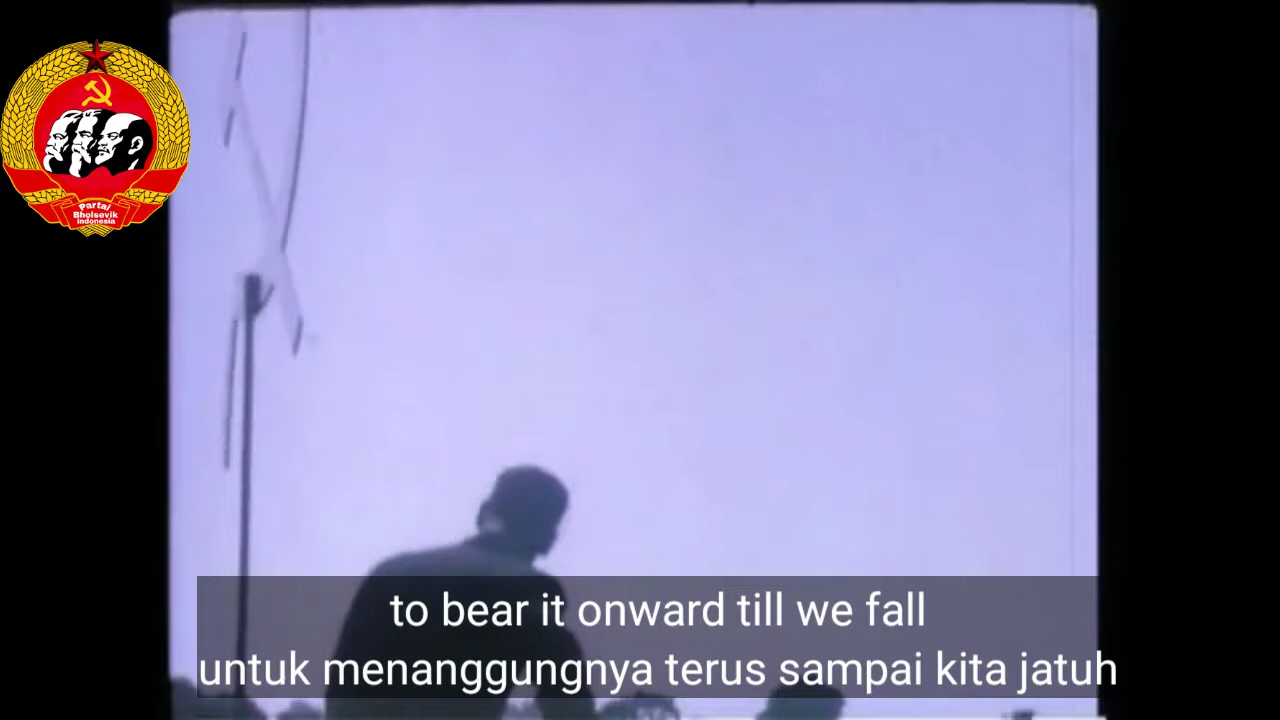 Partai
Bholsevik
Indonesia
to bear it onward till we fall
untuk menanggungnya terus sampai kita jatuh